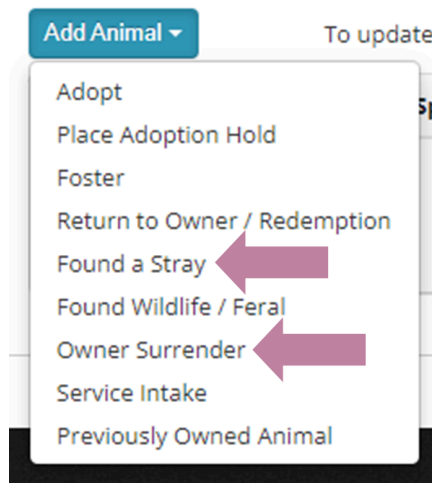 Add Animal To update
Adopt
Place Adoption Hold
Foster
Return to Owner / Redemption
Found a Stray
Found Wildlife / Feral
Owner Surrender
Service Intake
Previously Owned Animal